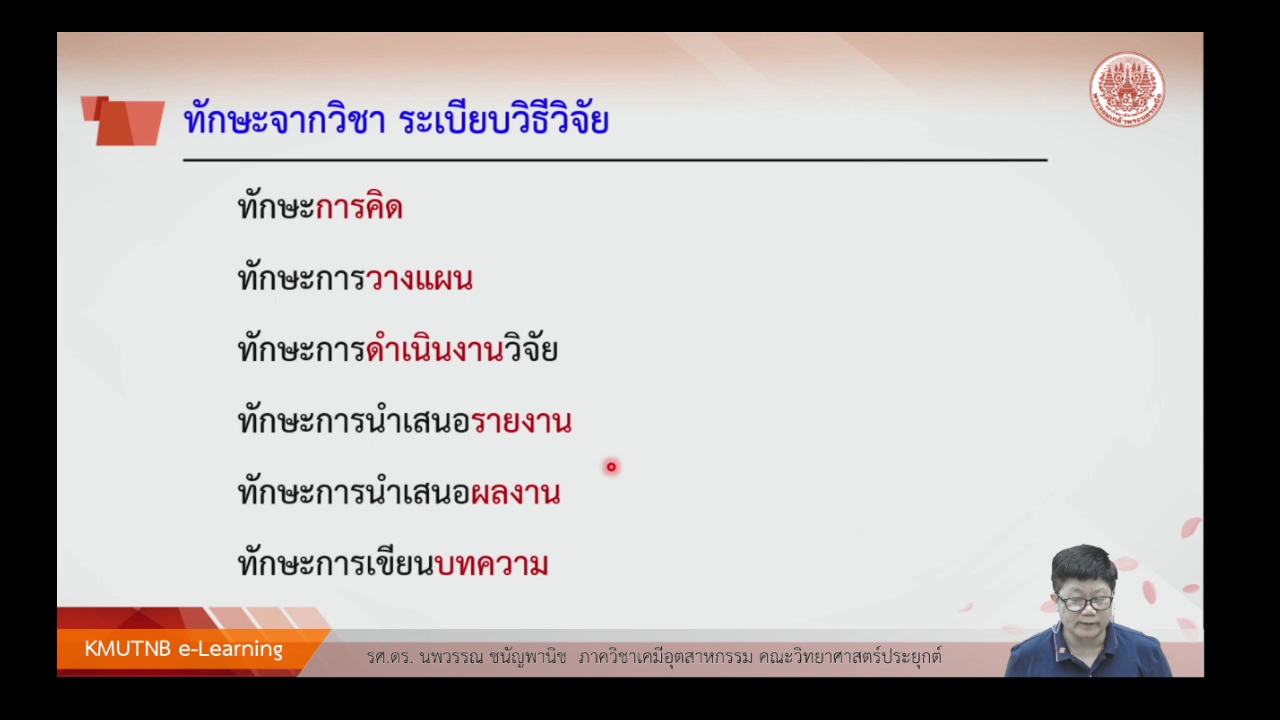 ทักษะจากวิชา ระเบียบวิธีวิจัย
ทักษะการคิด
ทักษะการวางแผน
ทักษะการดำเนินงานวิจัย
ทักษะการนำเสนอรายงาน
ทักษะการนำเสนอผลงาน
ทักษะการเขียนบทความ
KMUTNB e-Learning
รศ.ดร. นพวรรณ ชนัญพานิช ภาควิชาเคมีอุตสาหกรรม คณะวิทยาศาสตร์ประยุกต์